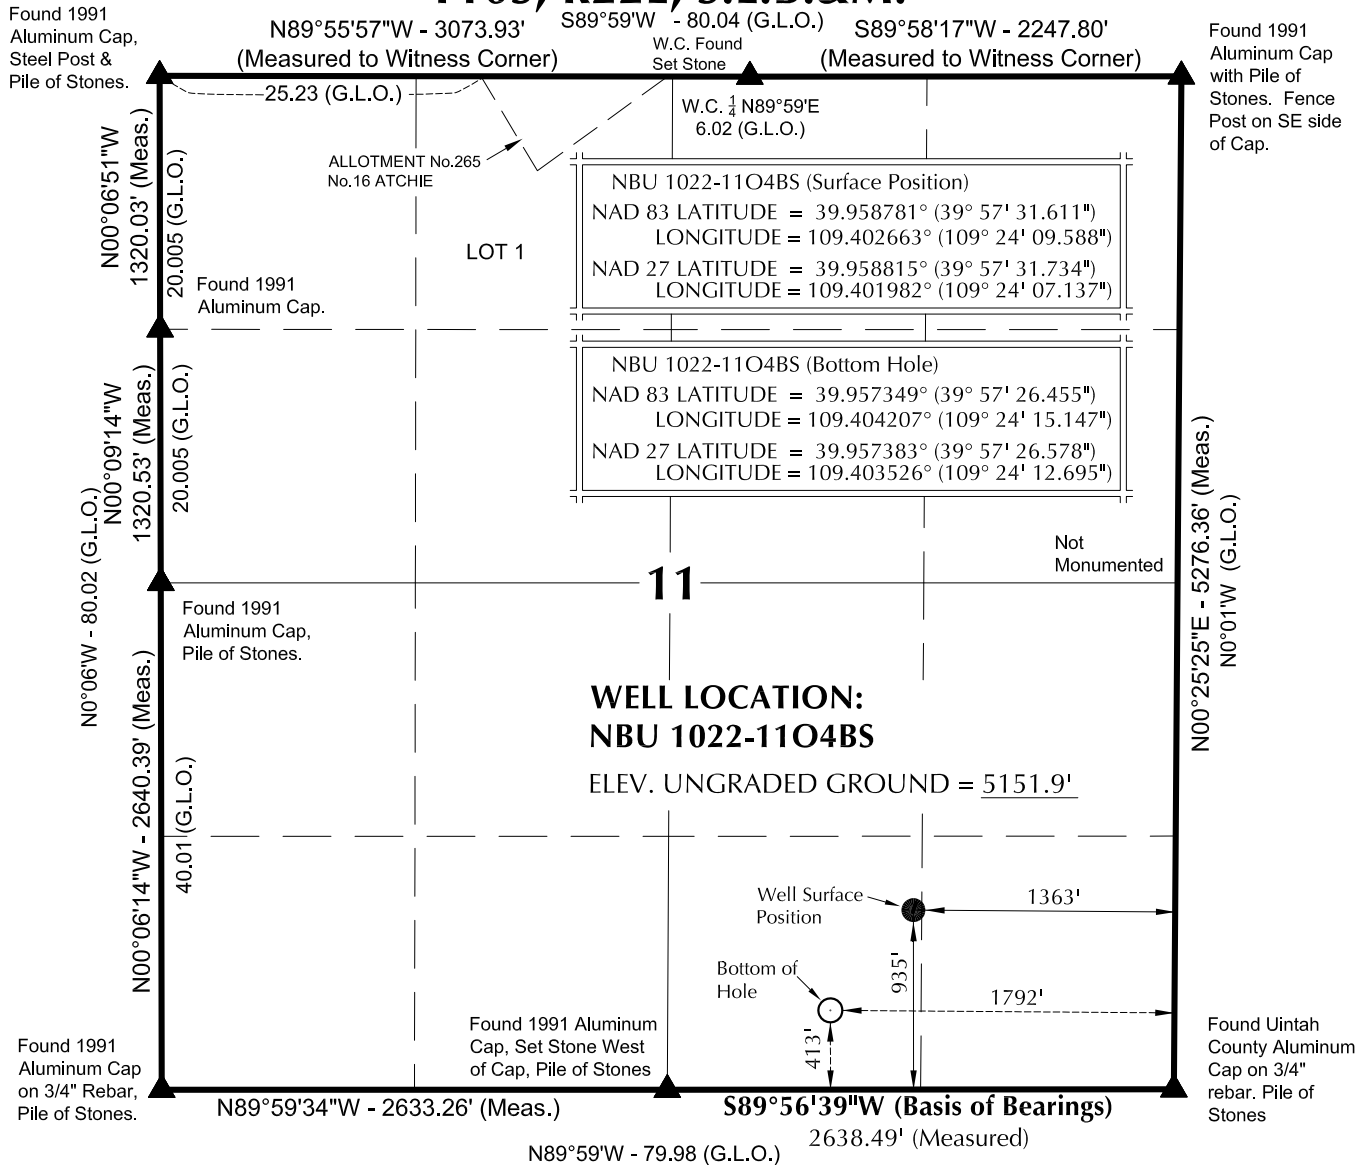 S89°59'W - 80.04 (G.L.O.)
N89°55'57"W - 3073.93'
(Measured to Witness Corner)
W.C. Found
Set Stone
S89°58'17"W - 2247.80'
(Measured to Witness Corner)
Found 1991
Aluminum Cap,
Steel Post &
Pile of Stones.
Found 1991
Aluminum Cap
with Pile of
Stones. Fence
Post on SE side
of Cap.
25.23 (G.L.O.)
W.C. 1/4 N89°59'E
6.02 (G.L.O.)
ALLOTMENT No.265
No.16 ATCHIE
N00°06'51"W
1320.03' (Meas.)
20.005 (G.L.O.)
LOT 1
NBU 1022-11O4BS (Surface Position)
NAD 83 LATITUDE = 39.958781° (39° 57' 31.611")
LONGITUDE = 109.402663° (109° 24' 09.588")
NAD 27 LATITUDE = 39.958815° (39° 57' 31.734")
LONGITUDE = 109.401982° (109° 24' 07.137")
Found 1991
Aluminum Cap.
NBU 1022-11O4BS (Bottom Hole)
NAD 83 LATITUDE = 39.957349° (39° 57' 26.455")
LONGITUDE = 109.404207° (109° 24' 15.147")
NAD 27 LATITUDE = 39.957383° (39° 57' 26.578")
LONGITUDE = 109.403526° (109° 24' 12.695")
N00°09'14"W
1320.53' (Meas.)
20.005 (G.L.O.)
N0°06'W - 80.02 (G.L.O.)
Not
Monumented
N00°25'25"E - 5276.36' (Meas.)
N0°01'W (G.L.O.)
11
Found 1991
Aluminum Cap,
Pile of Stones.
N00°06'14"W - 2640.39' (Meas.)
40.01 (G.L.O.)
WELL LOCATION:
NBU 1022-11O4BS
ELEV. UNGRADED GROUND = 5151.9'
Well Surface
Position
1363'
935'
Bottom of
Hole
1792'
413'
Found 1991
Aluminum Cap
on 3/4" Rebar,
Pile of Stones.
Found 1991 Aluminum
Cap, Set Stone West
of Cap, Pile of Stones
Found Uintah
County Aluminum
Cap on 3/4"
rebar. Pile of
Stones
N89°59'34"W - 2633.26' (Meas.)
S89°56'39"W (Basis of Bearings)
2638.49' (Measured)
N89°59'W - 79.98 (G.L.O.)